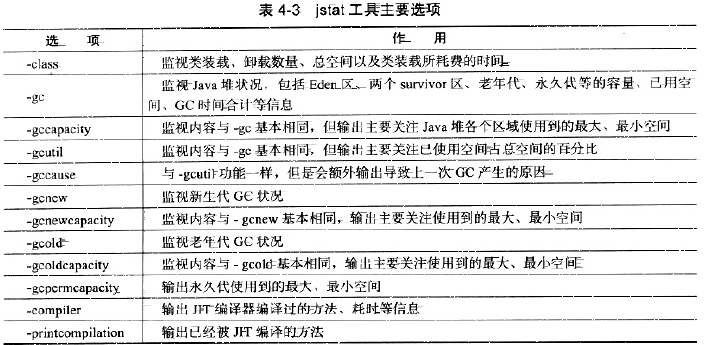 表 4-3 jstat 工具主要选项
选 项 作 用
-class 监视类装载、卸载数量、总空间以及类装载所耗费的时间
-gc 监视 Java 堆状况，包括 Eden 区、两个 survivor 区、老年代、永久代等的容量、已用空
间、GC 时间合计等信息
-gccapacity 监视内容与 -gc 基本相同，但输出主要关注 Java 堆各个区域使用到的最大、最小空间
-gcutil 监视内容与 -gc 基本相同，但输出主要关注已使用空间占总空间的百分比
-gccause 与 -gcutil 功能一样，但是会额外输出导致上一次 GC 产生的原因
-gcnew 监视新生代 GC 状况
-gcnewcapacity 监视内容与 - gcnew 基本相同，输出主要关注使用到的最大、最小空间
-gcold 监视老年代 GC 状况
-gcoldcapacity 监视内容与 - gcold 基本相同，输出主要关注使用到的最大、最小空间
-gcpermcapacity 输出永久代使用到的最大、最小空间
-compiler 输出 JIT 编译器编译过的方法、耗时等信息
-printcompilation 输出已经被 JIT 编译的方法